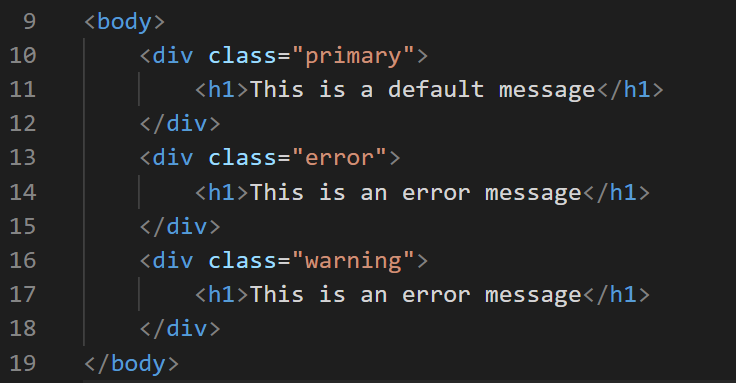 9 <body>
10 <div class="primary">
11 <h1>This is a default message</h1>
12 </div>
13 <div class="error">
14 <h1>This is an error message</h1>
15 </div>
16 <div class="warning">
17 <h1>This is an error message</h1>
18 </div>
19 </body>